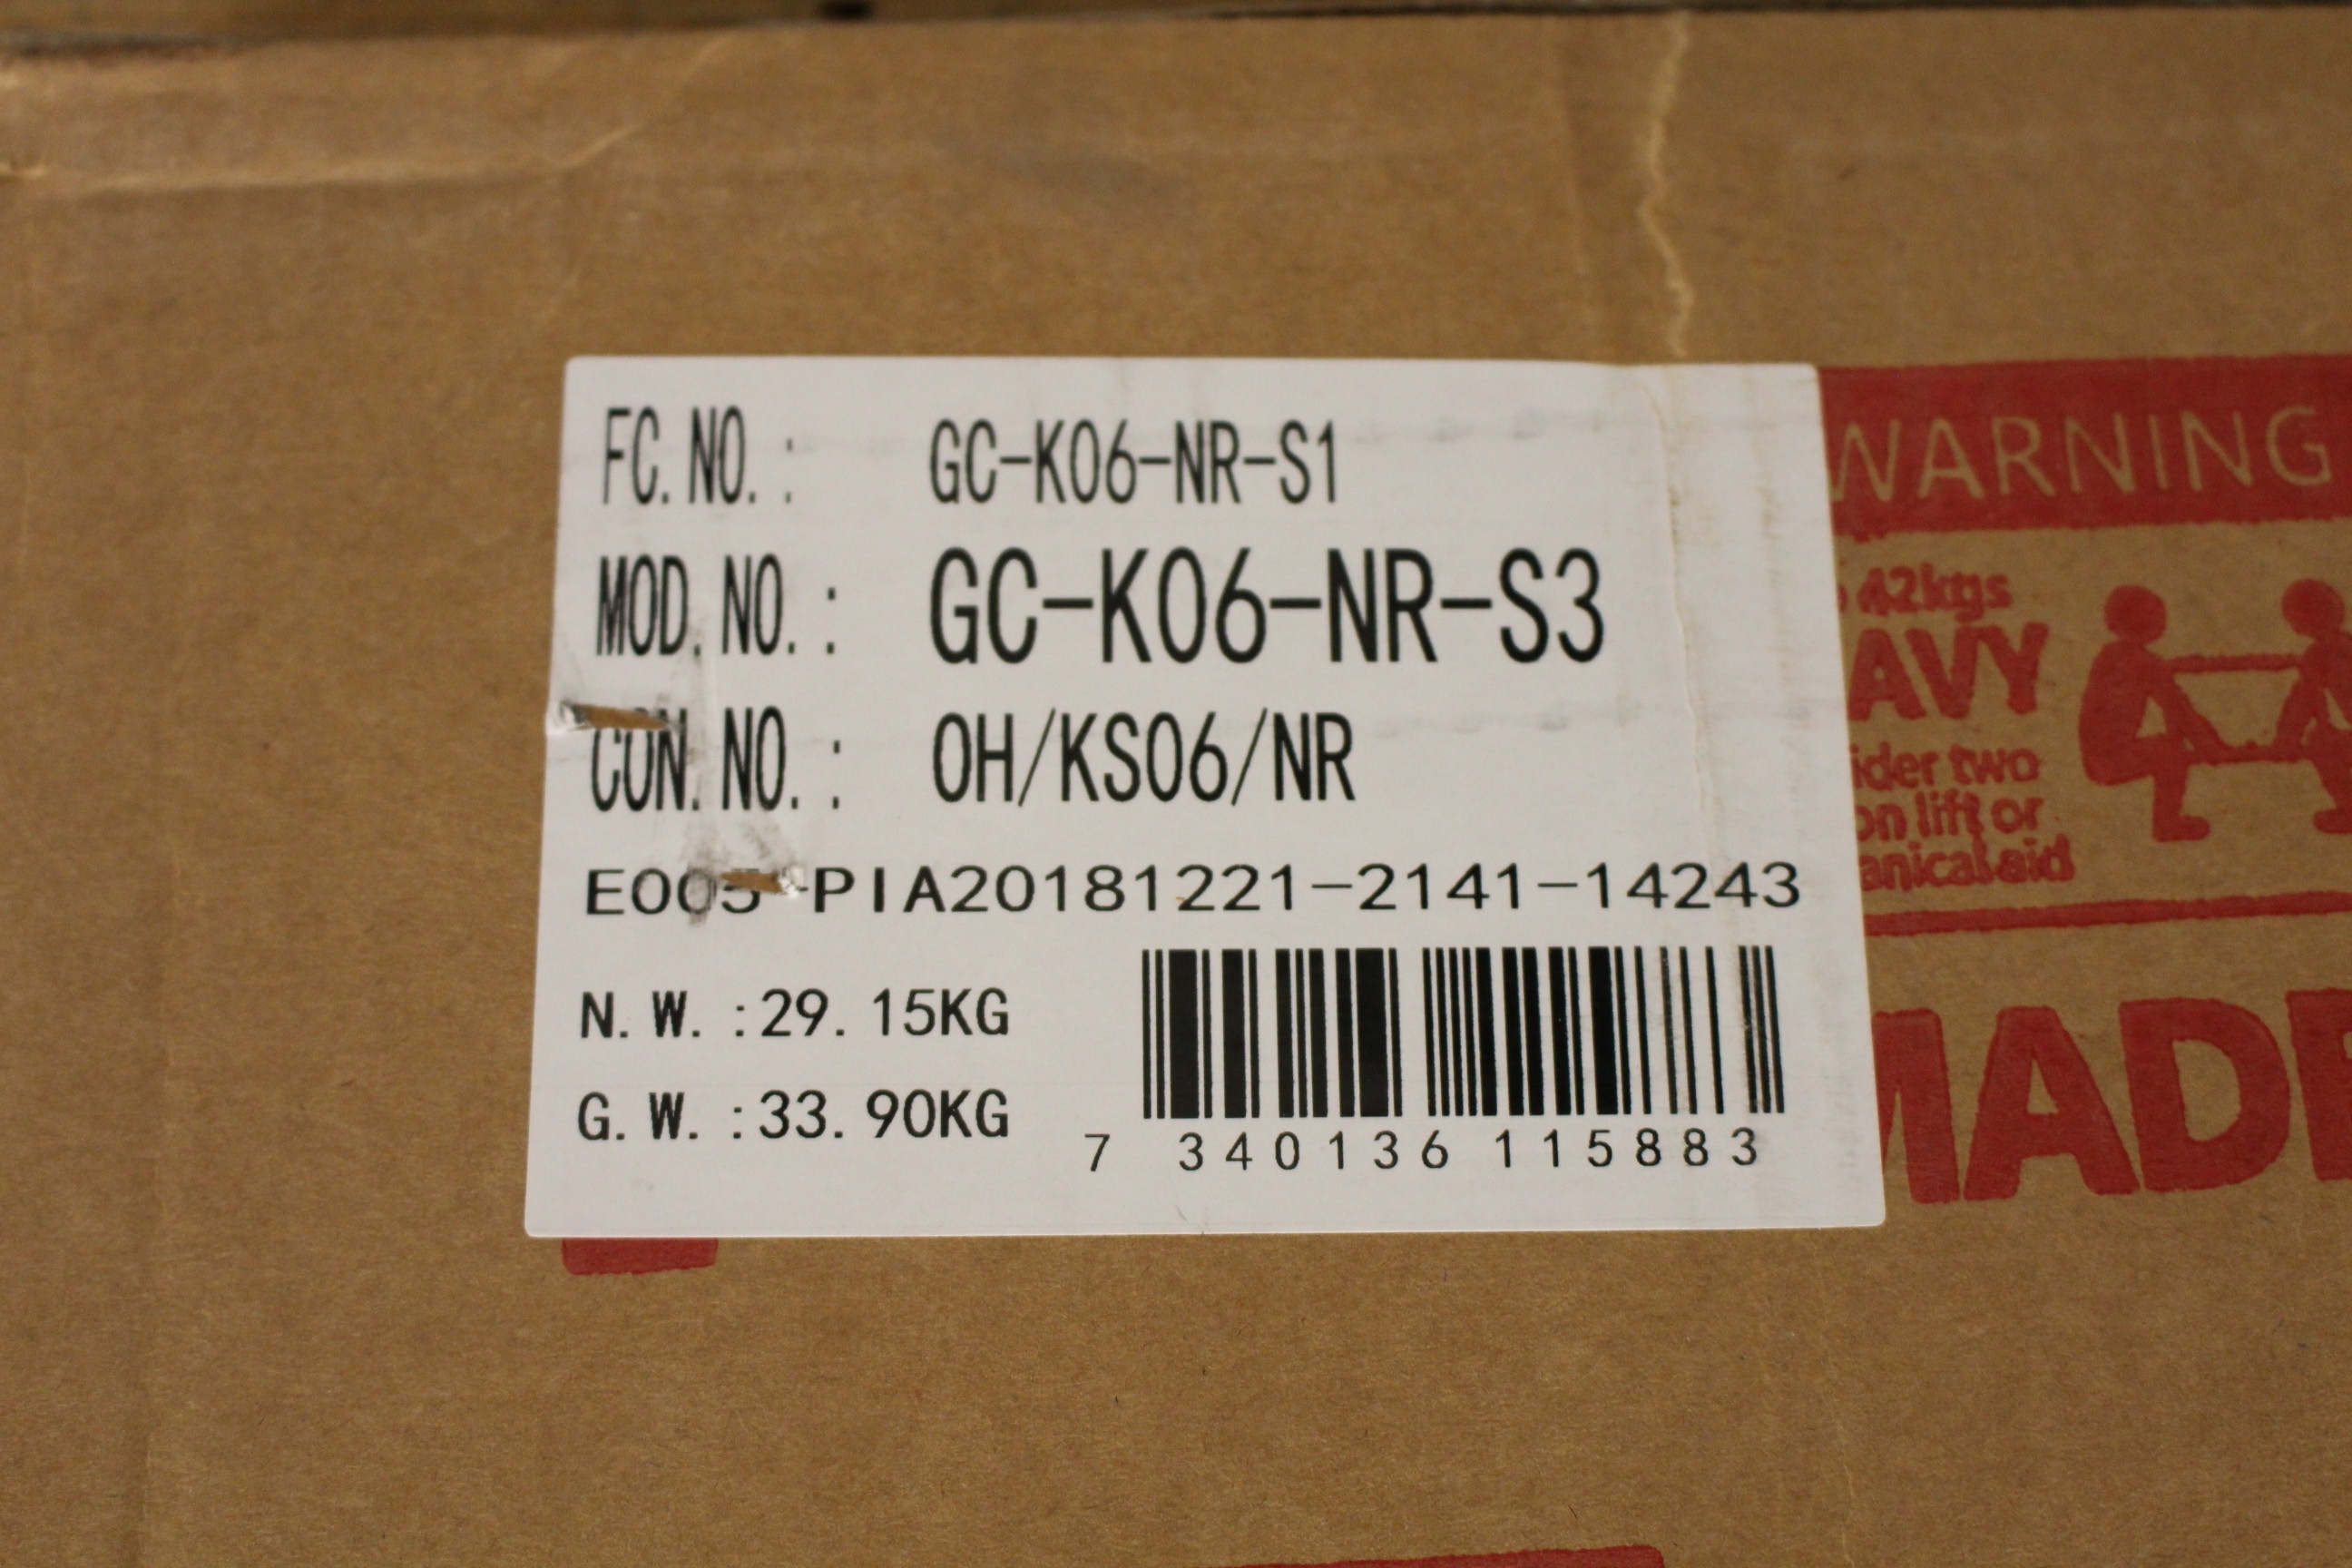 FC. NO. : GC-K06-NR-S1
MOD. NO. : GC-K06-NR-S3
CON. NO. : OH/KS06/NR
E005-PIA20181221-2141-14243
N. W. :29. 15KG
G. W. :33. 90KG
7 340136 115883
WARNING
42kgs
AVY
ider two
on lift or
anical aid
MADE